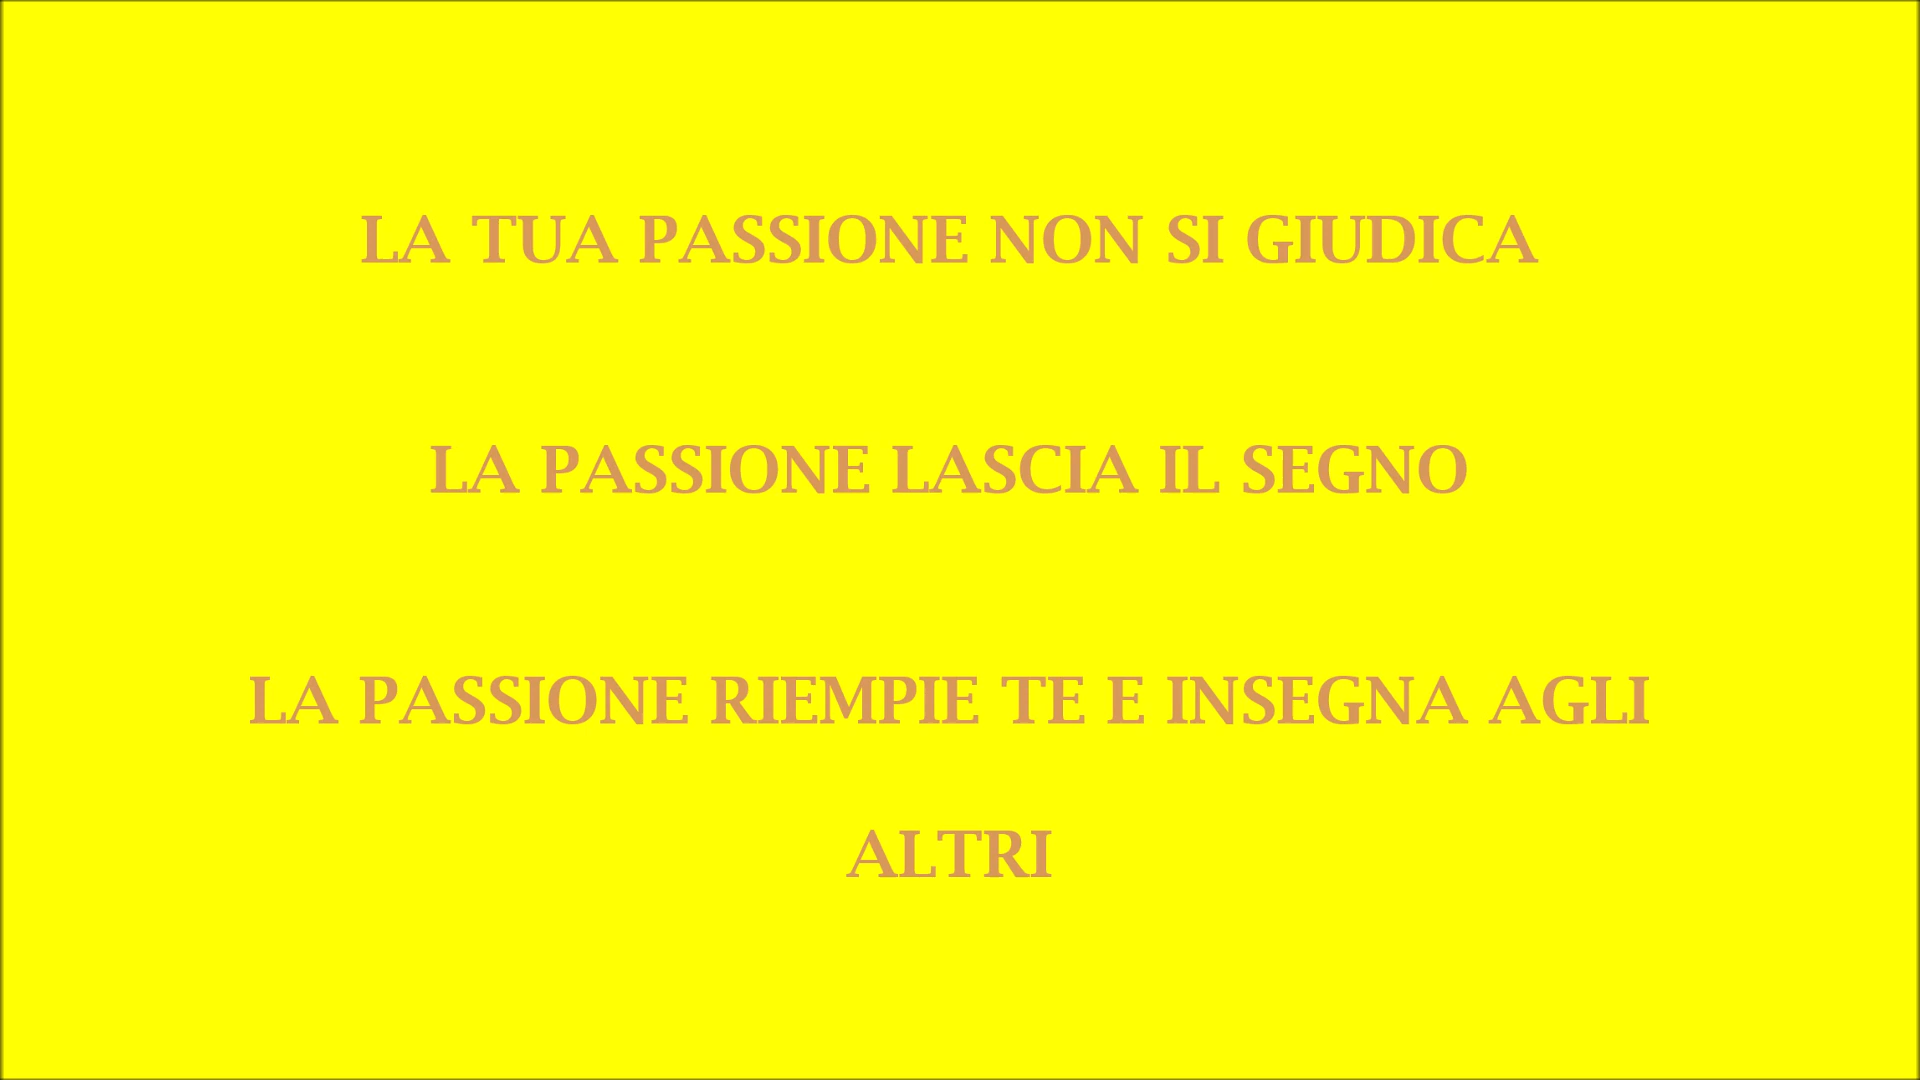 LA TUA PASSIONE NON SI GIUDICA
LA PASSIONE LASCIA IL SEGNO
LA PASSIONE RIEMPIE TE E INSEGNA AGLI
ALTRI